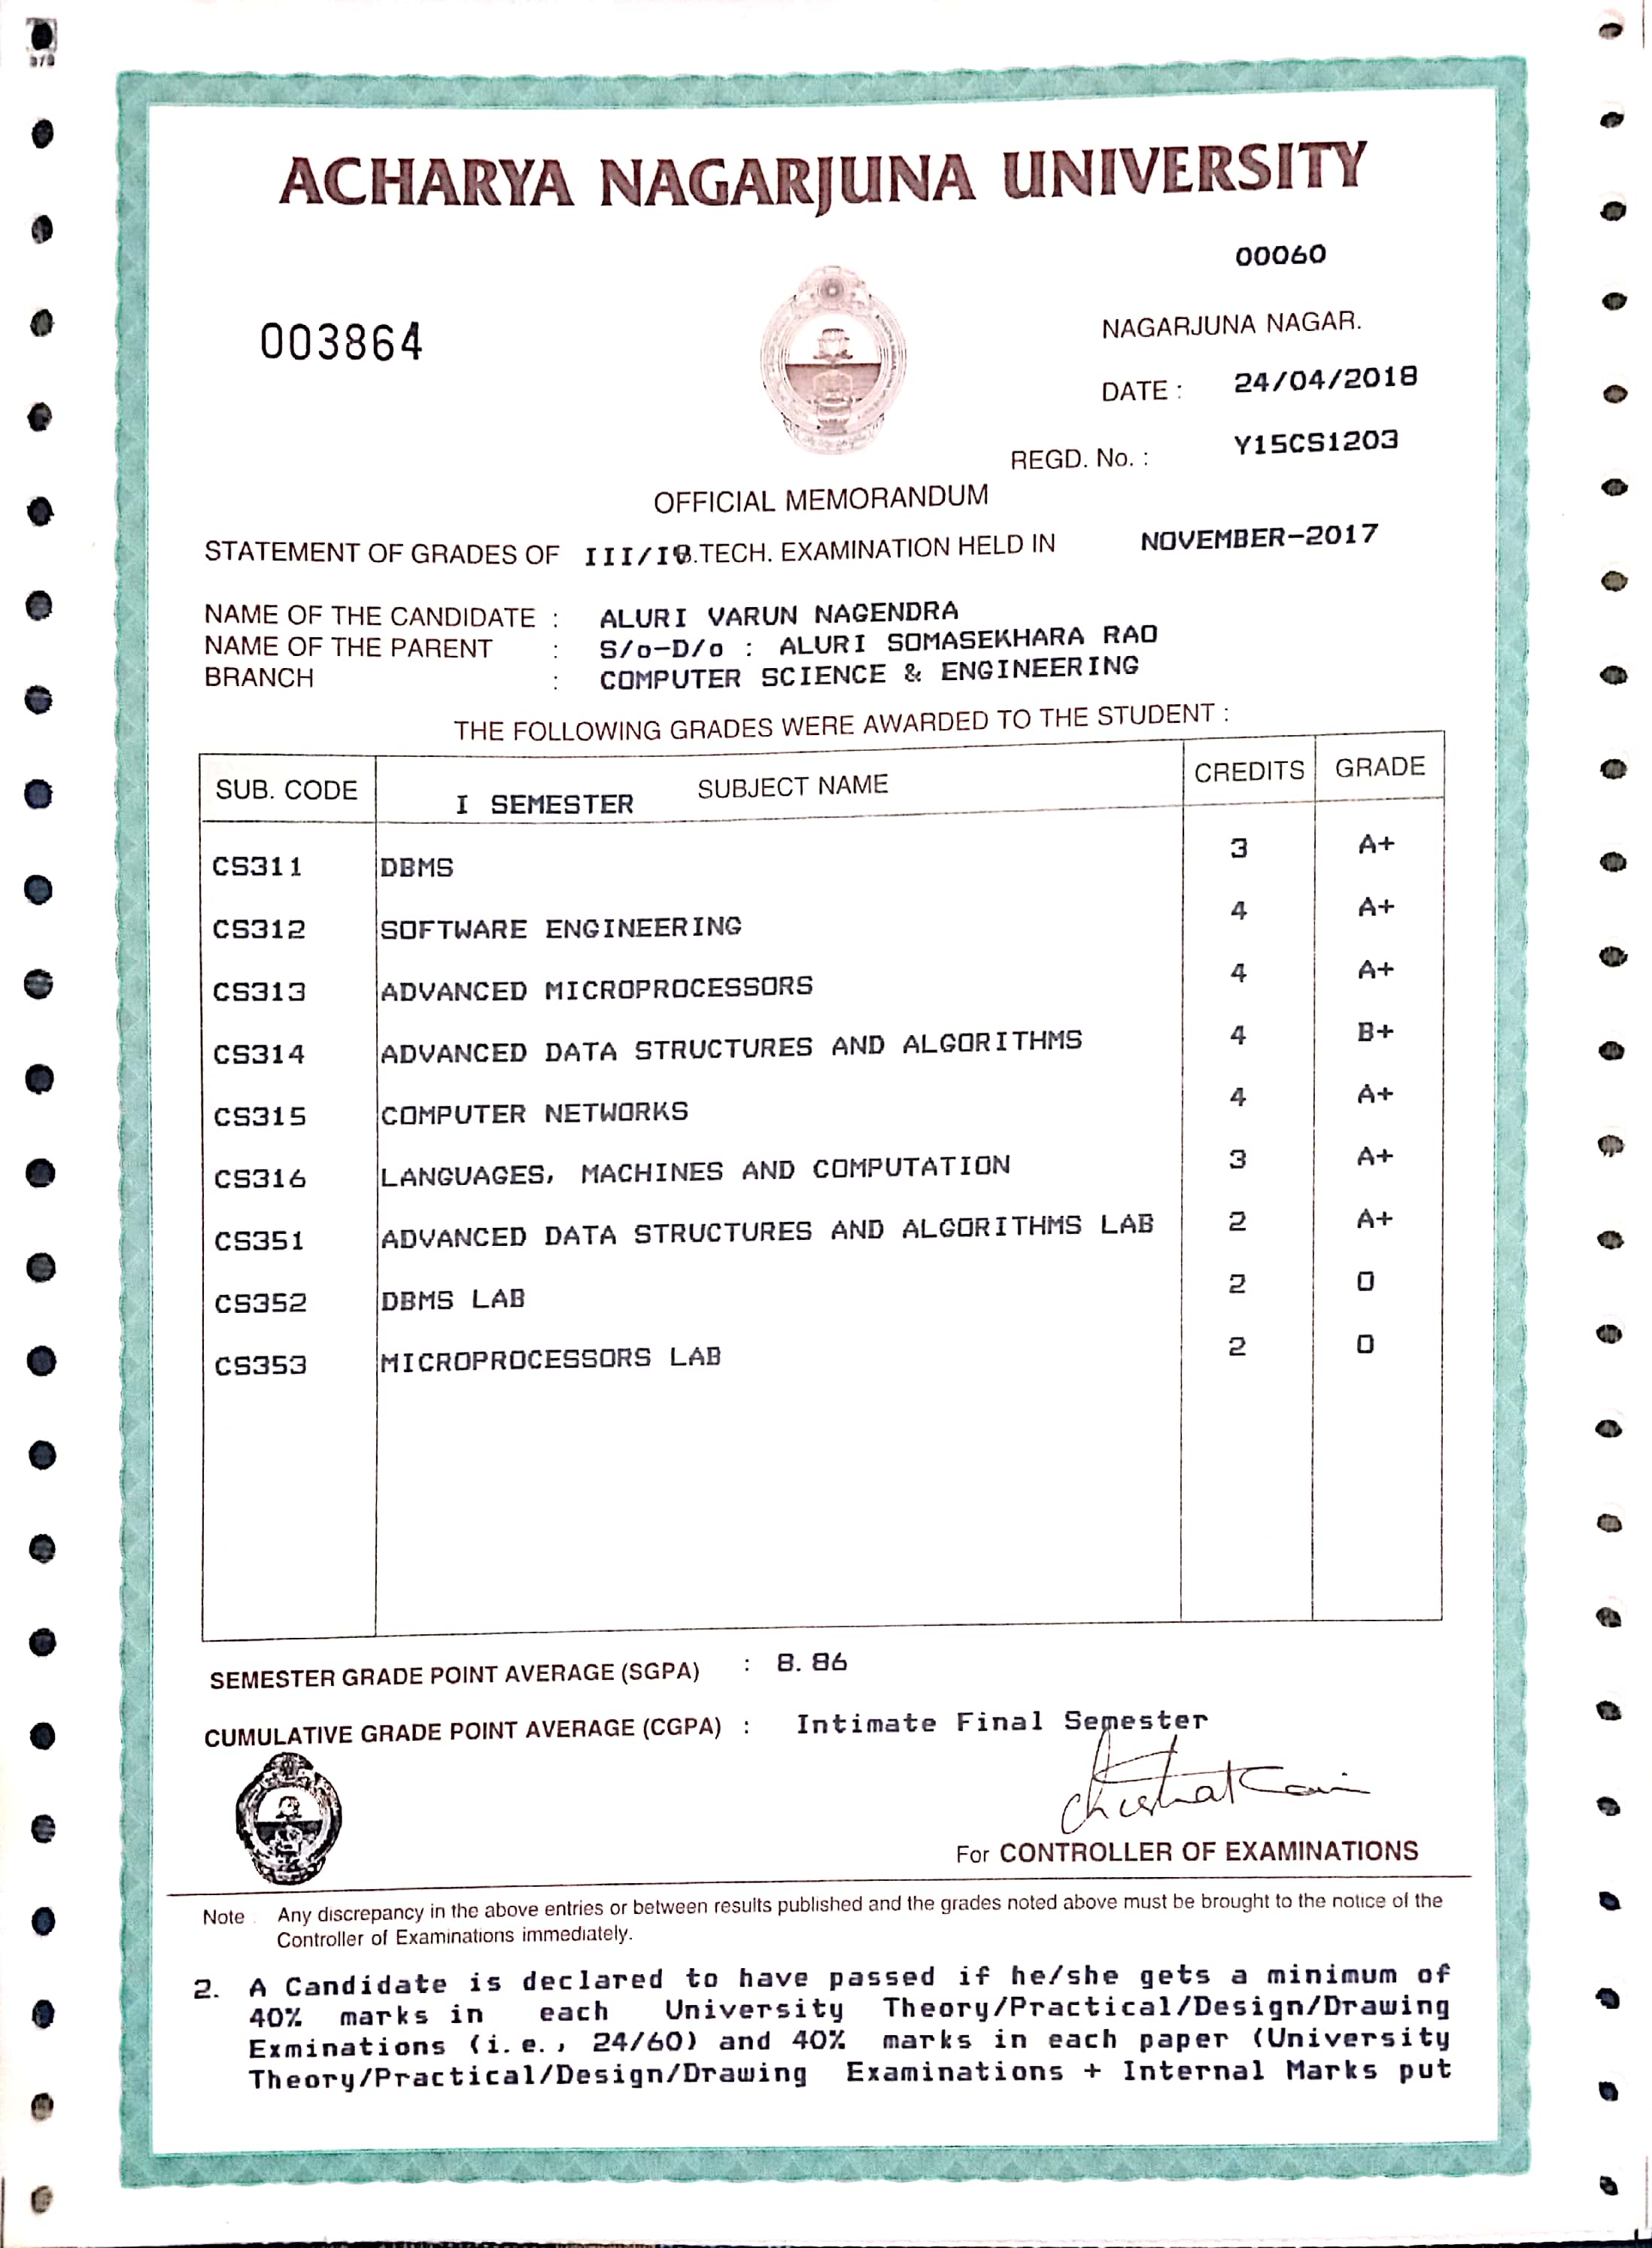 ACHARYA NAGARJUNA UNIVERSITY
00060
003864
NAGARJUNA NAGAR.
DATE : 24/04/2018
REGD. No. : Y15CS1203
OFFICIAL MEMORANDUM
STATEMENT OF GRADES OF III/IV B.TECH. EXAMINATION HELD IN NOVEMBER-2017
NAME OF THE CANDIDATE : ALURI VARUN NAGENDRA
NAME OF THE PARENT : S/o-D/o : ALURI SOMASEKHARA RAO
BRANCH : COMPUTER SCIENCE & ENGINEERING
THE FOLLOWING GRADES WERE AWARDED TO THE STUDENT :
SUB. CODE I SEMESTER SUBJECT NAME CREDITS GRADE
CS311 DBMS 3 A+
CS312 SOFTWARE ENGINEERING 4 A+
CS313 ADVANCED MICROPROCESSORS 4 A+
CS314 ADVANCED DATA STRUCTURES AND ALGORITHMS 4 B+
CS315 COMPUTER NETWORKS 4 A+
CS316 LANGUAGES, MACHINES AND COMPUTATION 3 A+
CS351 ADVANCED DATA STRUCTURES AND ALGORITHMS LAB 2 A+
CS352 DBMS LAB 2 O
CS353 MICROPROCESSORS LAB 2 O
SEMESTER GRADE POINT AVERAGE (SGPA) : 8.86
CUMULATIVE GRADE POINT AVERAGE (CGPA) : Intimate Final Semester
For CONTROLLER OF EXAMINATIONS
Note : Any discrepancy in the above entries or between results published and the grades noted above must be brought to the notice of the
Controller of Examinations immediately.
2. A Candidate is declared to have passed if he/she gets a minimum of
40% marks in each University Theory/Practical/Design/Drawing
Exminations (i.e., 24/60) and 40% marks in each paper (University
Theory/Practical/Design/Drawing Examinations + Internal Marks put